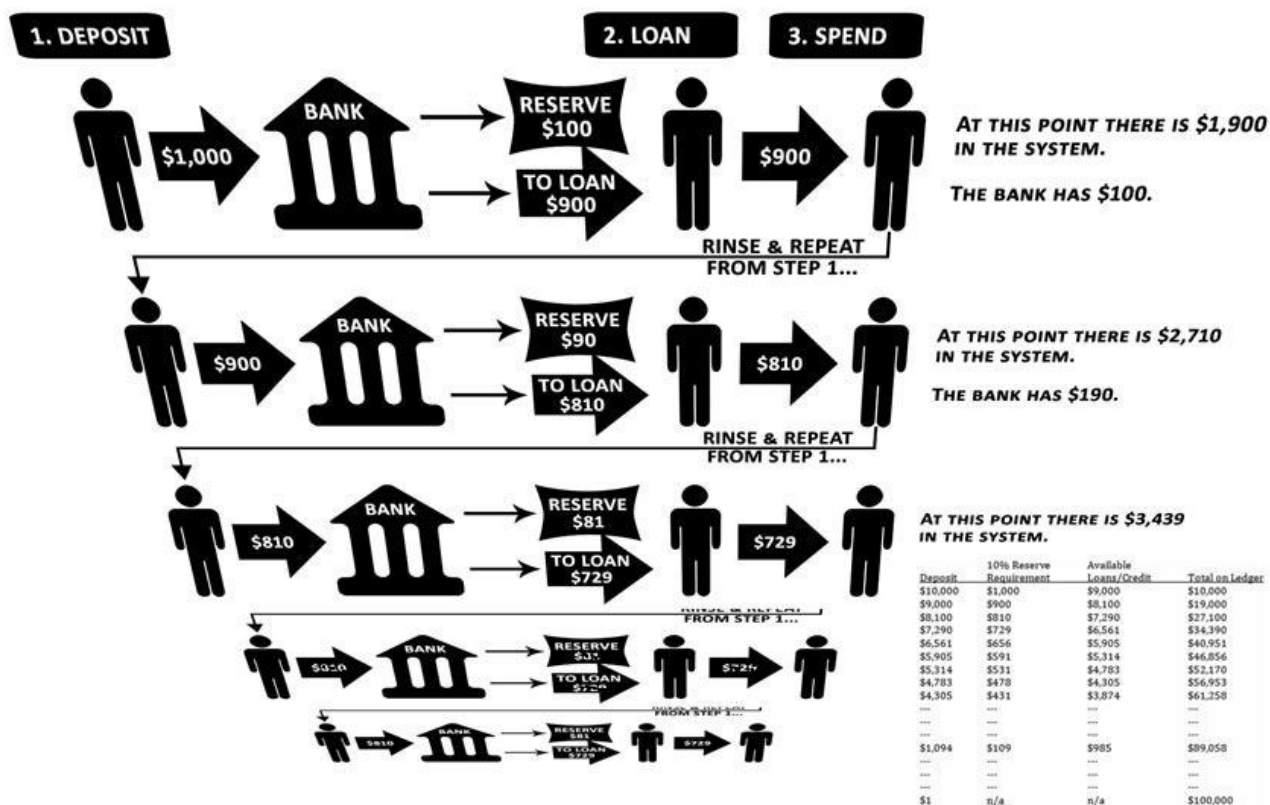 1. DEPOSIT
2. LOAN
3. SPEND
$1,000
BANK
RESERVE
$100
TO LOAN
$900
$900
AT THIS POINT THERE IS $1,900
IN THE SYSTEM.
THE BANK HAS $100.
RINSE & REPEAT
FROM STEP 1...
$900
BANK
RESERVE
$90
TO LOAN
$810
$810
AT THIS POINT THERE IS $2,710
IN THE SYSTEM.
THE BANK HAS $190.
RINSE & REPEAT
FROM STEP 1...
$810
BANK
RESERVE
$81
TO LOAN
$729
$729
AT THIS POINT THERE IS $3,439
IN THE SYSTEM.
RINSE & REPEAT
FROM STEP 1...
$810
BANK
RESERVE
$81
TO LOAN
$729
$729
FROM STEP 1...
$810
BANK
RESERVE
$81
TO LOAN
$729
$729
10% Reserve Available
Deposit Requirement Loans/Credit Total on Ledger
$10,000 $1,000 $9,000 $10,000
$9,000 $900 $8,100 $19,000
$8,100 $810 $7,290 $27,100
$7,290 $729 $6,561 $34,390
$6,561 $656 $5,905 $40,951
$5,905 $591 $5,314 $46,856
$5,314 $531 $4,783 $52,170
$4,783 $478 $4,305 $56,953
$4,305 $431 $3,874 $61,258
--- --- --- ---
--- --- --- ---
--- --- --- ---
$1,094 $109 $985 $89,058
--- --- --- ---
--- --- --- ---
--- --- --- ---
$1 n/a n/a $100,000